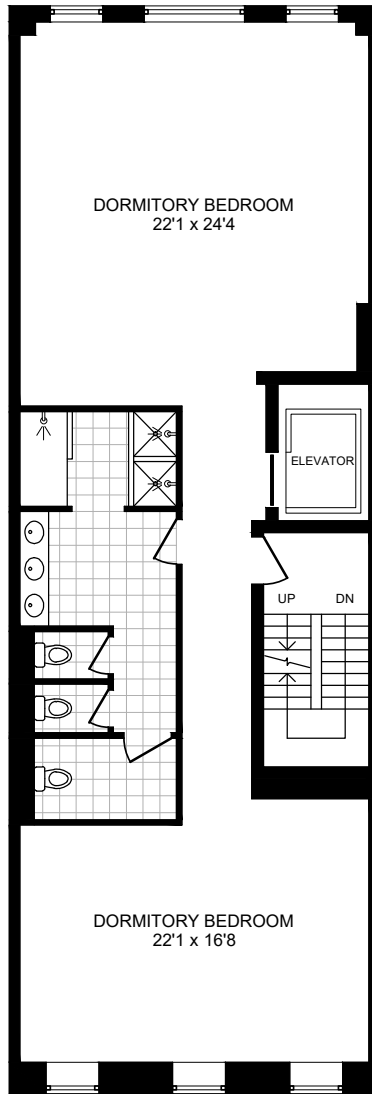 DORMITORY BEDROOM
22'1 x 24'4
ELEVATOR
UP DN
DORMITORY BEDROOM
22'1 x 16'8